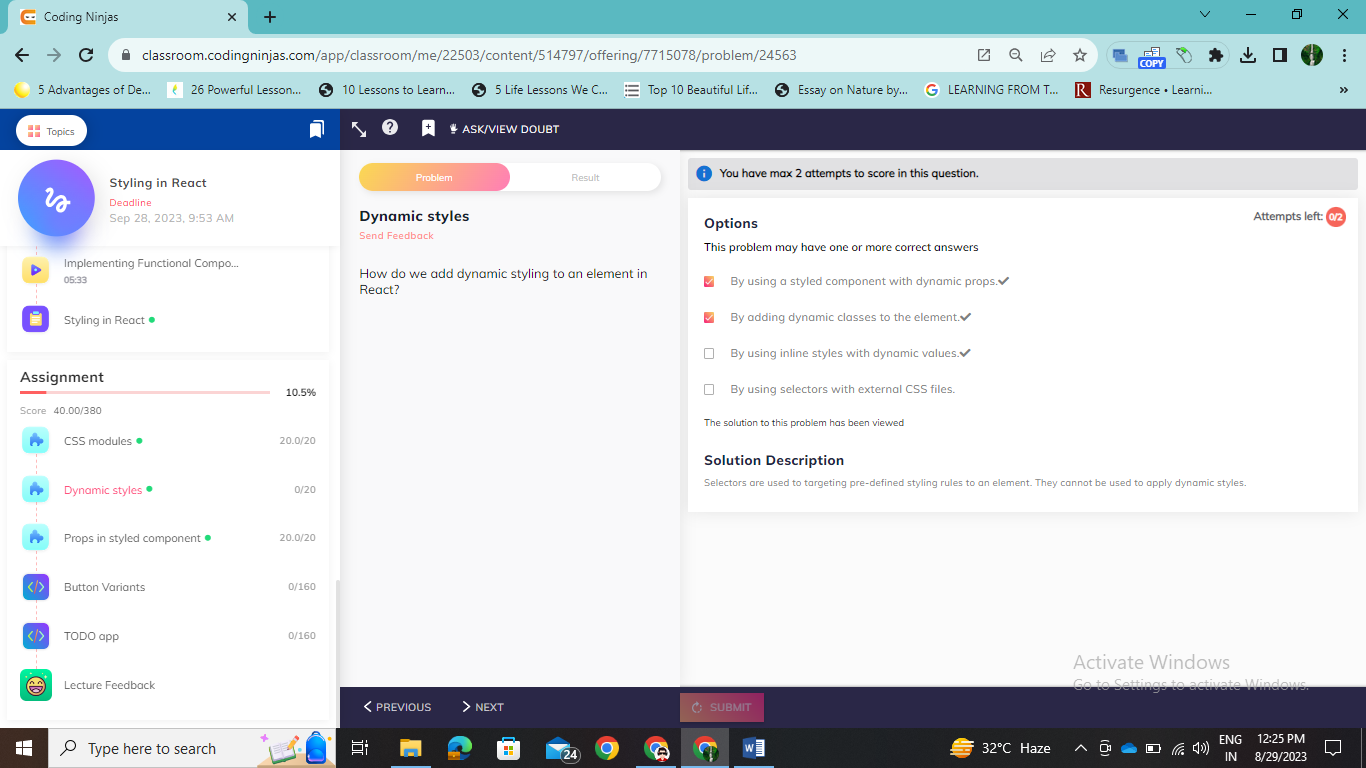 Coding Ninjas
classroom.codingninjas.com/app/classroom/me/22503/content/514797/offering/7715078/problem/24563
COPY
5 Advantages of De...
26 Powerful Lesson...
10 Lessons to Learn...
5 Life Lessons We C...
Top 10 Beautiful Lif...
Essay on Nature by...
LEARNING FROM T...
Resurgence • Learni...
»
Topics
ASK/VIEW DOUBT
Styling in React
Deadline
Sep 28, 2023, 9:53 AM
Implementing Functional Compo...
05:33
Styling in React
Assignment
10.5%
Score 40.00/380
CSS modules 20.0/20
Dynamic styles 0/20
Props in styled component 20.0/20
Button Variants 0/160
TODO app 0/160
Lecture Feedback
Problem
Result
Dynamic styles
Send Feedback
How do we add dynamic styling to an element in
React?
You have max 2 attempts to score in this question.
Options
Attempts left: 0/2
This problem may have one or more correct answers
By using a styled component with dynamic props.
By adding dynamic classes to the element.
By using inline styles with dynamic values.
By using selectors with external CSS files.
The solution to this problem has been viewed
Solution Description
Selectors are used to targeting pre-defined styling rules to an element. They cannot be used to apply dynamic styles.
Activate Windows
Go to Settings to activate Windows.
PREVIOUS
NEXT
SUBMIT
Type here to search
24
32°C Haze
ENG
IN
12:25 PM
8/29/2023